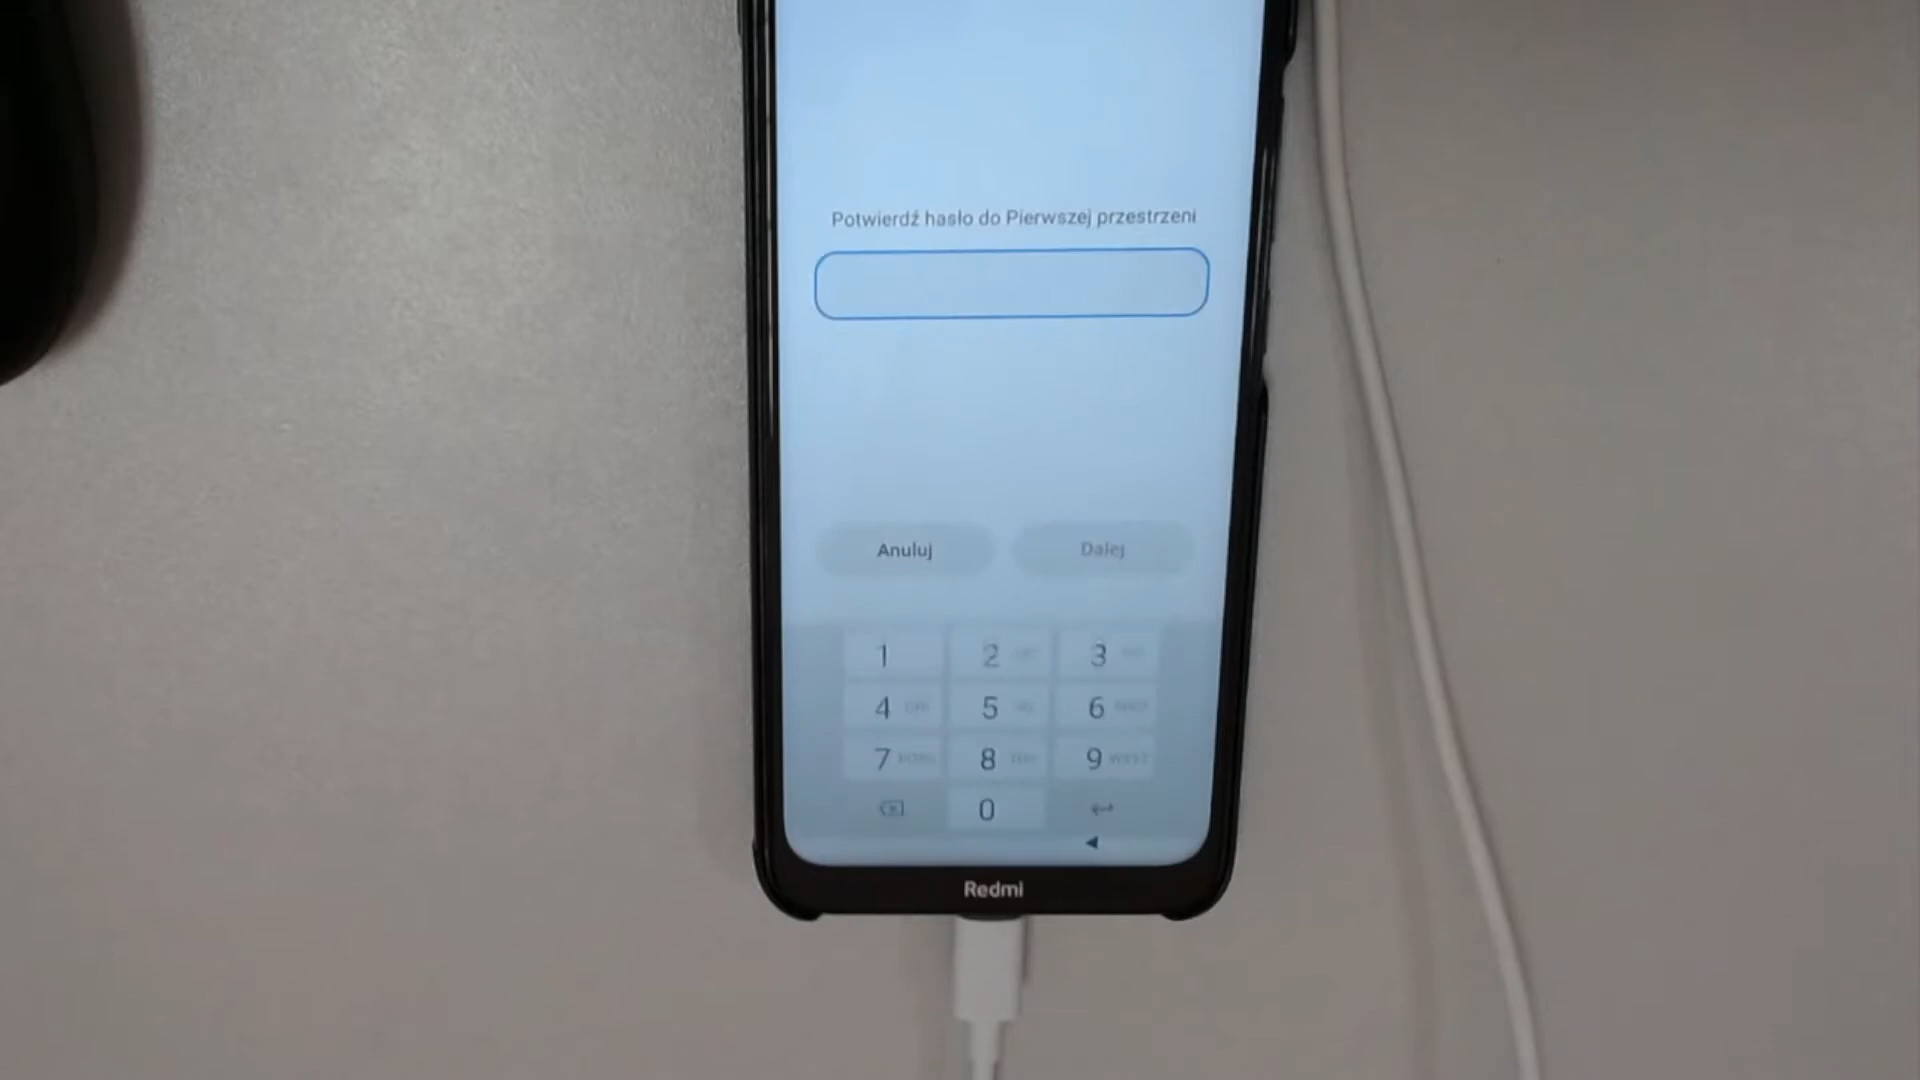 Potwierdź hasło do Pierwszej przestrzeni
Anuluj Dalej
1 2 3
4 5 6
7 8 9
0
Redmi